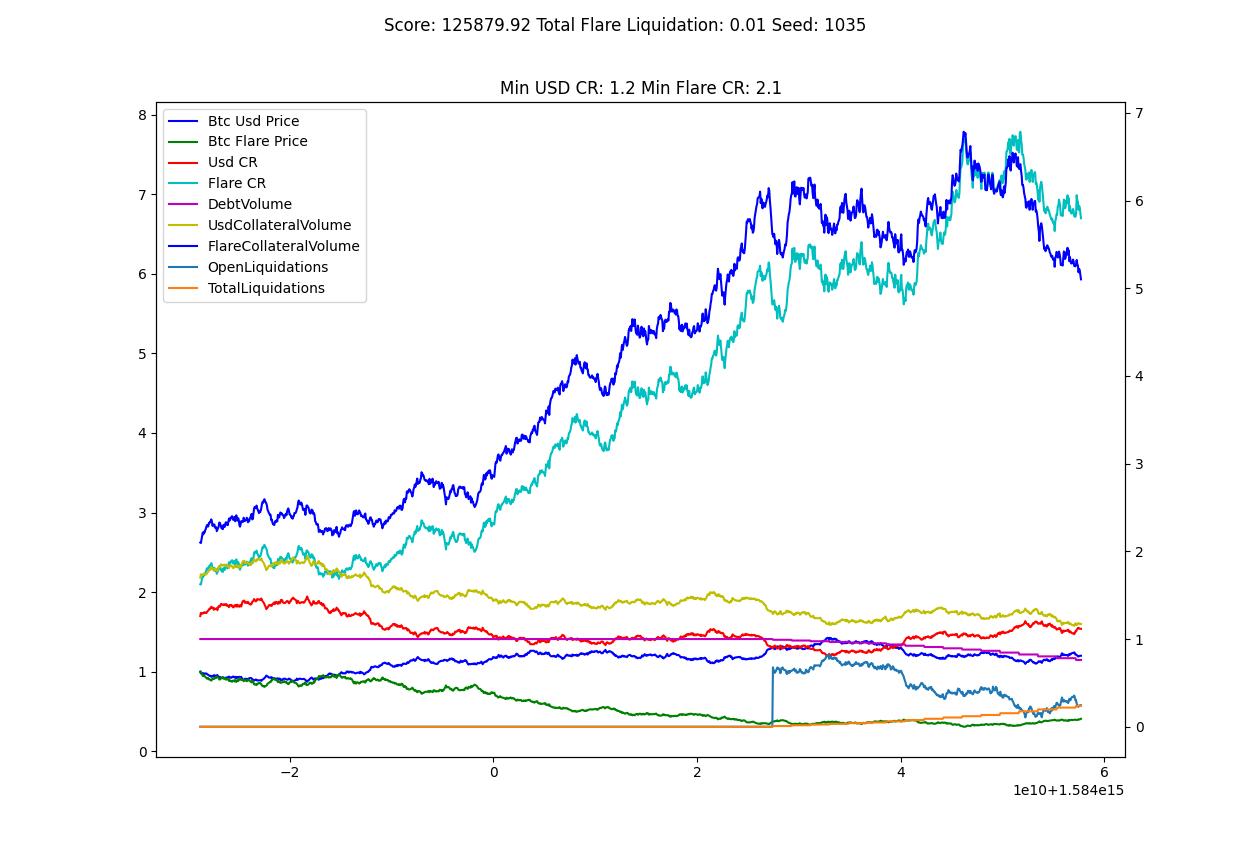 Score: 125879.92 Total Flare Liquidation: 0.01 Seed: 1035
Min USD CR: 1.2 Min Flare CR: 2.1
Btc Usd Price
Btc Flare Price
Usd CR
Flare CR
DebtVolume
UsdCollateralVolume
FlareCollateralVolume
OpenLiquidations
TotalLiquidations
8
7
6
5
4
3
2
1
0
7
6
5
4
3
2
1
0
−2
0
2
4
6
1e10+1.584e15